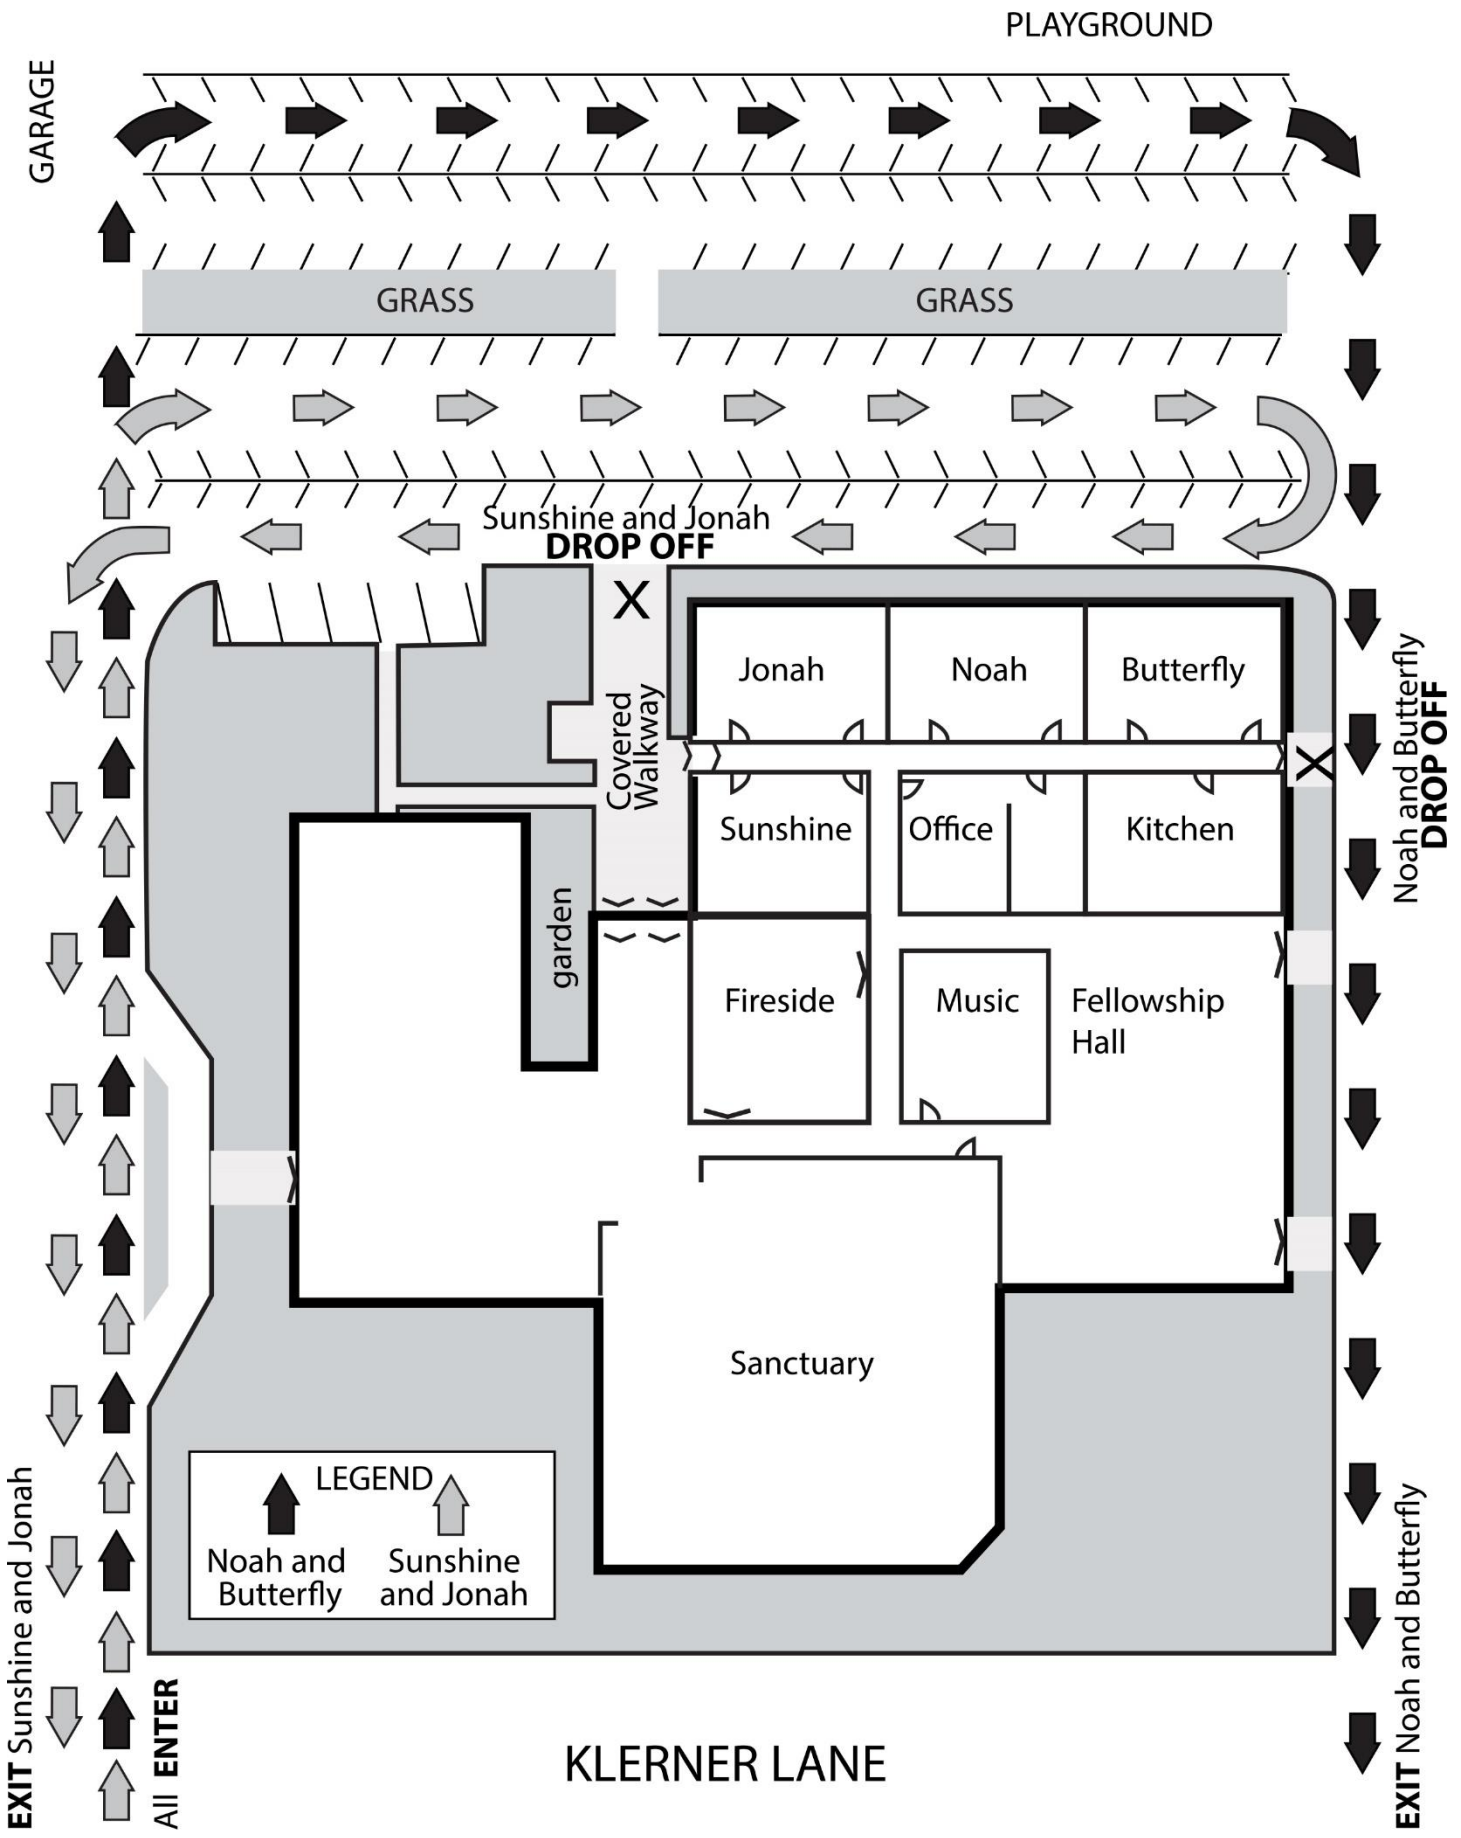 PLAYGROUND
GARAGE
GRASS
GRASS
Sunshine and Jonah
DROP OFF
X
Jonah
Noah
Butterfly
Covered
Walkway
X
Noah and Butterfly
DROP OFF
Sunshine
Office
Kitchen
garden
Fireside
Music
Fellowship
Hall
Sanctuary
LEGEND
Noah and
Butterfly
Sunshine
and Jonah
EXIT Sunshine and Jonah
All ENTER
KLERNER LANE
EXIT Noah and Butterfly